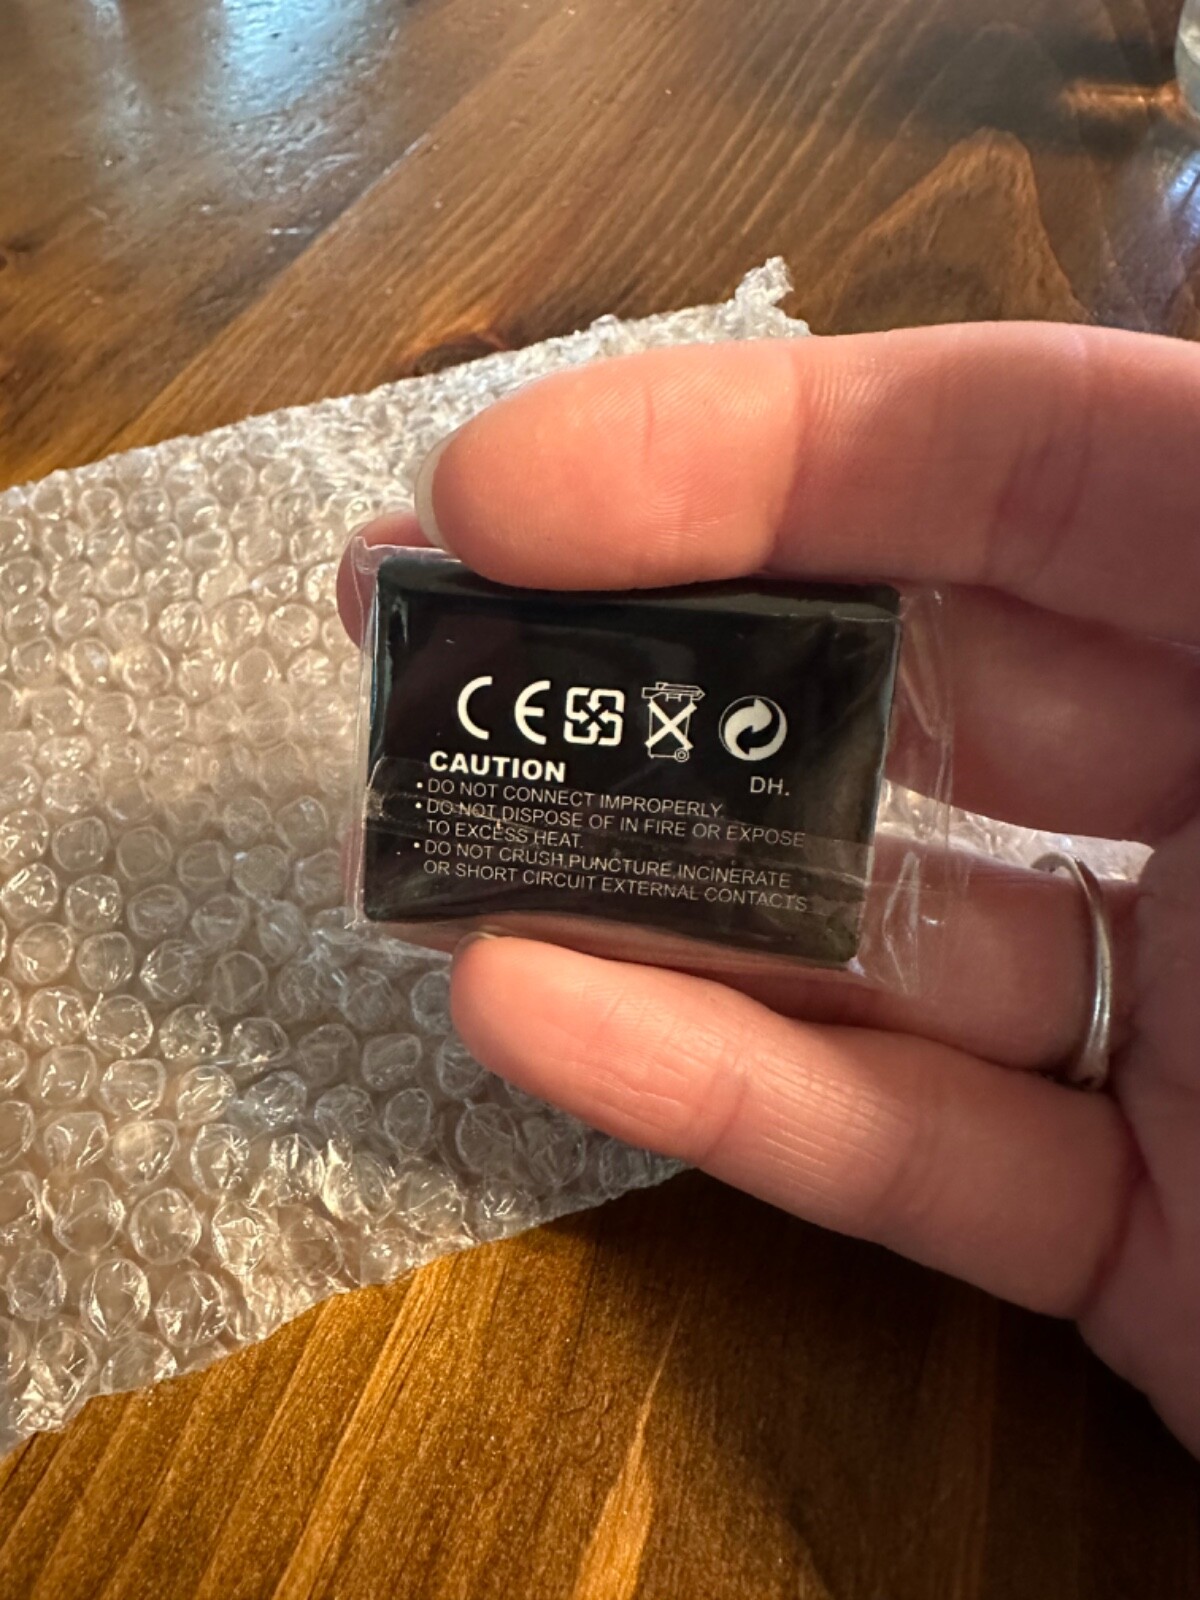 CE
DH.
CAUTION
• DO NOT CONNECT IMPROPERLY.
• DO NOT DISPOSE OF IN FIRE OR EXPOSE
TO EXCESS HEAT.
• DO NOT CRUSH,PUNCTURE,INCINERATE
OR SHORT CIRCUIT EXTERNAL CONTACTS